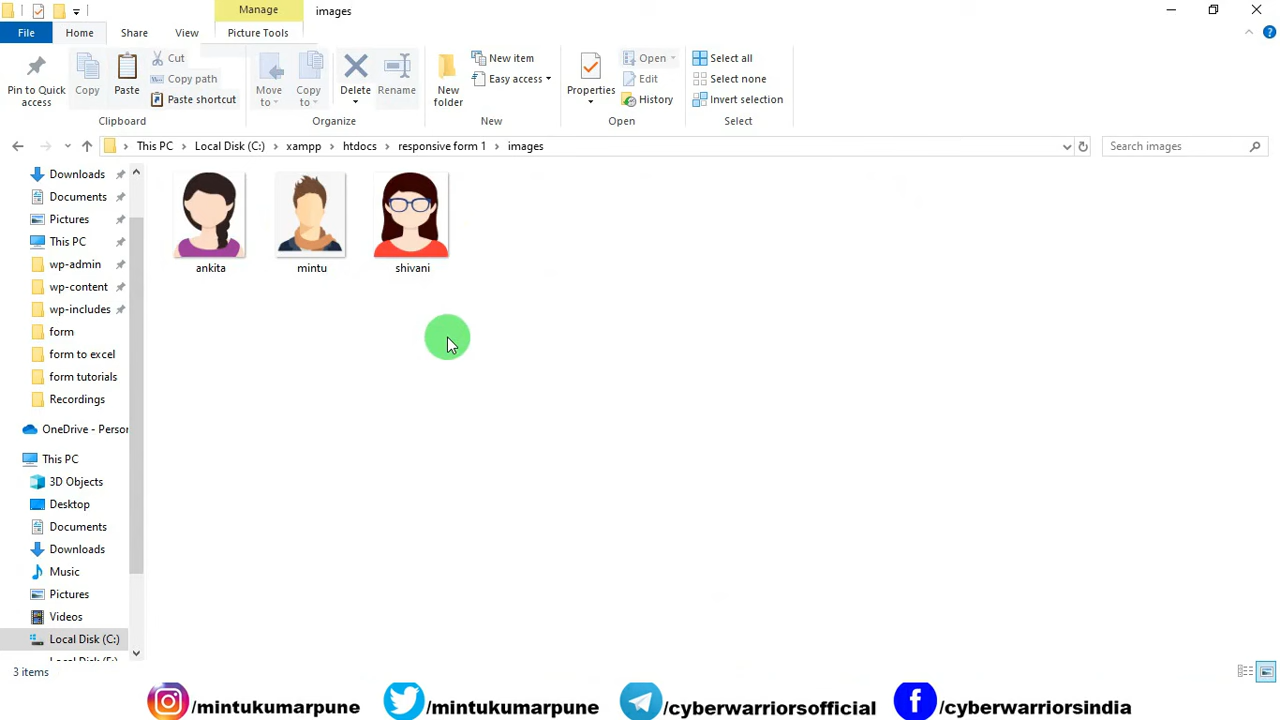 Manage
images
File
Home
Share
View
Picture Tools
Pin to Quick access
Copy
Paste
Cut
Copy path
Paste shortcut
Clipboard
Move to
Copy to
Delete
Rename
Organize
New folder
New item
Easy access
New
Properties
Open
Edit
History
Open
Select all
Select none
Invert selection
Select
This PC > Local Disk (C:) > xampp > htdocs > responsive form 1 > images
Search images
Downloads
Documents
Pictures
This PC
wp-admin
wp-content
wp-includes
form
form to excel
form tutorials
Recordings
OneDrive - Person
This PC
3D Objects
Desktop
Documents
Downloads
Music
Pictures
Videos
Local Disk (C:)
ankita
mintu
shivani
3 items
/mintukumarpune
/mintukumarpune
/cyberwarriorsofficial
/cyberwarriorsindia